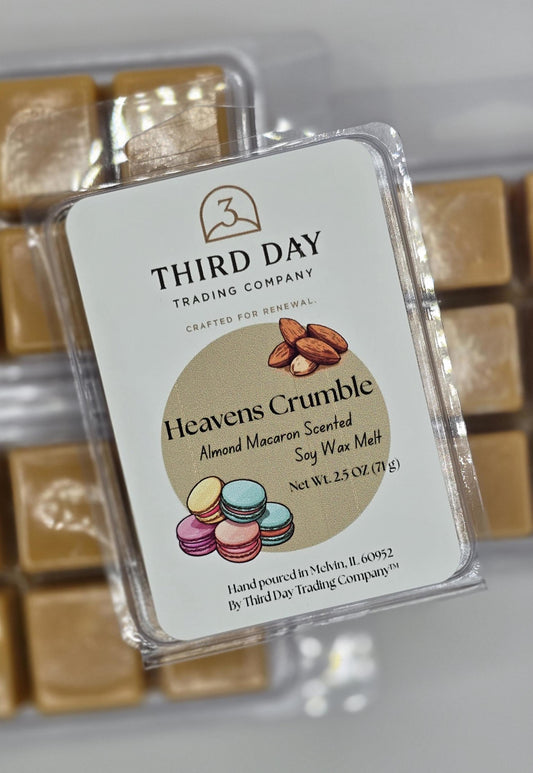 3
THIRD DAY
TRADING COMPANY
CRAFTED FOR RENEWAL.
Heavens Crumble
Almond Macaron Scented
Soy Wax Melt
Net Wt. 2.5 OZ (71 g)
Hand poured in Melvin, IL 60952
By Third Day Trading Company™